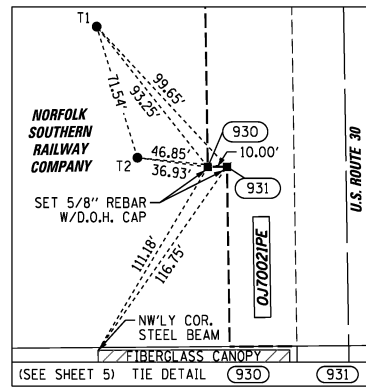 T1
71.54'
93.25'
99.65'
NORFOLK
SOUTHERN
RAILWAY
COMPANY
T2
46.85'
36.93'
930
10.00'
931
SET 5/8" REBAR
W/D.O.H. CAP
111.18'
116.75'
0J70021PE
U.S. ROUTE 30
NW'LY COR.
STEEL BEAM
FIBERGLASS CANOPY
(SEE SHEET 5) TIE DETAIL 930 931